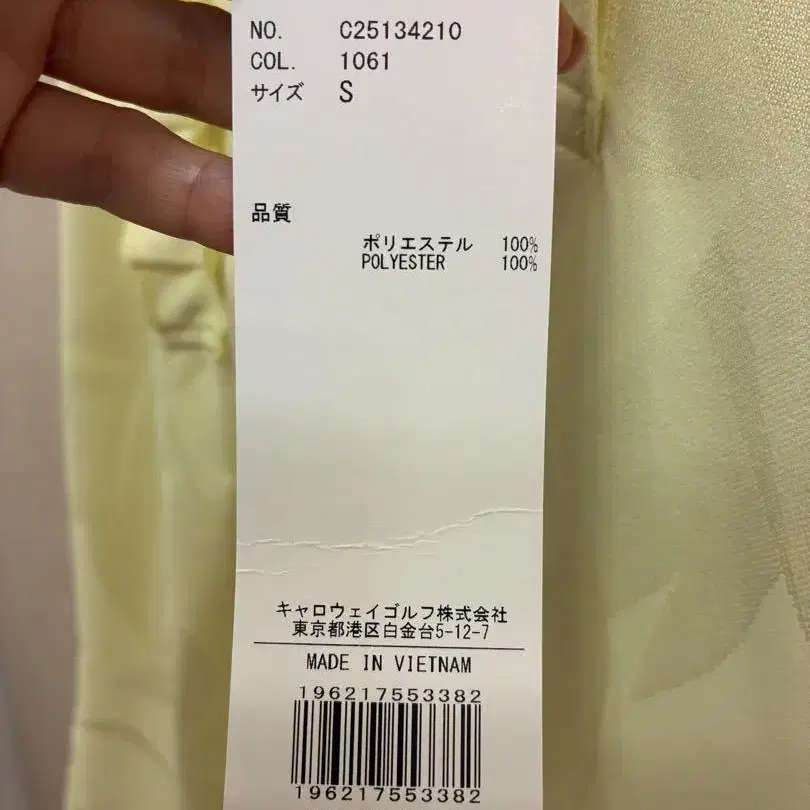 NO. C25134210
COL. 1061
サイズ S
品質
ポリエステル 100%
POLYESTER 100%
キャロウェイゴルフ株式会社
東京都港区白金台5-12-7
MADE IN VIETNAM
196217553382
196217553382